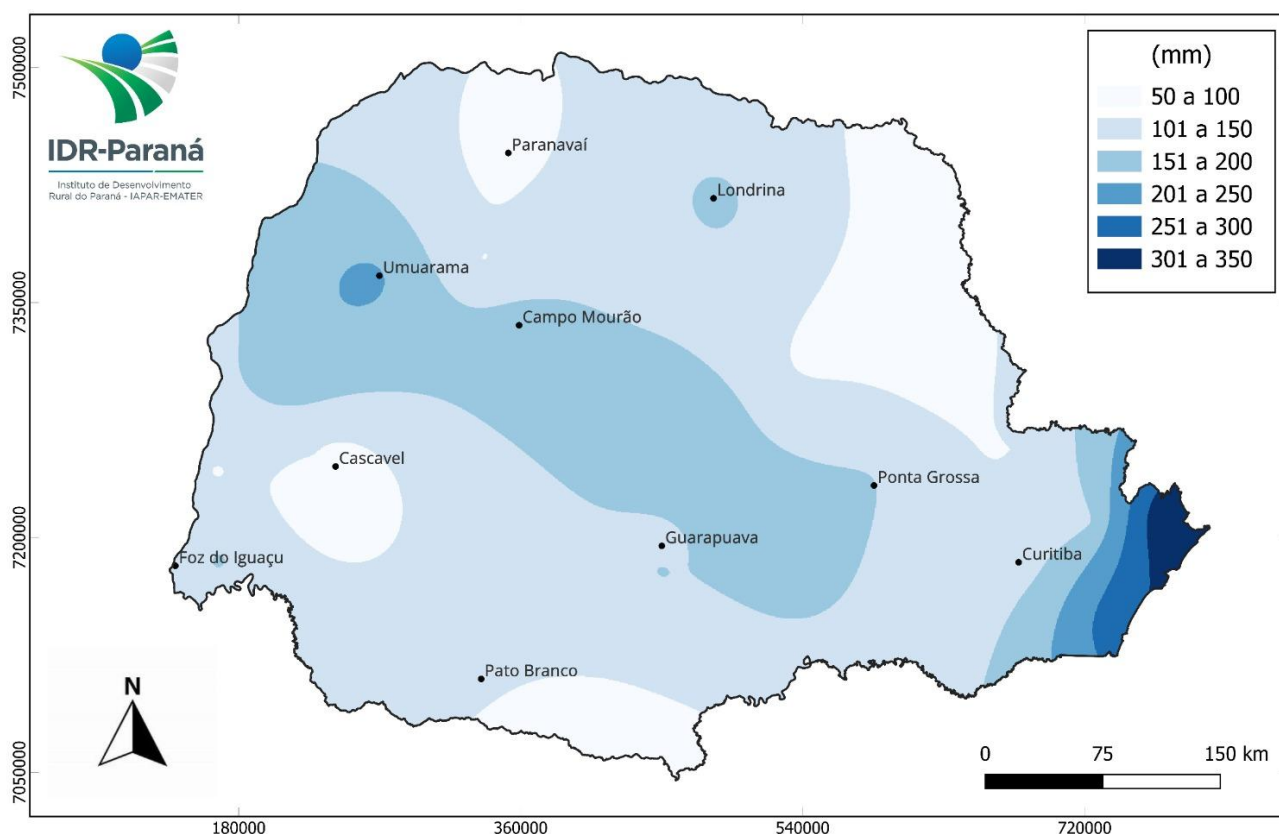 IDR-Paraná
Instituto de Desenvolvimento
Rural do Paraná - IAPAR-EMATER
(mm)
50 a 100
101 a 150
151 a 200
201 a 250
251 a 300
301 a 350
Paranavaí
Londrina
Umuarama
Campo Mourão
Cascavel
Ponta Grossa
Guarapuava
Foz do Iguaçu
Curitiba
Pato Branco
N
0 75 150 km
7500000
7350000
7200000
7050000
180000 360000 540000 720000